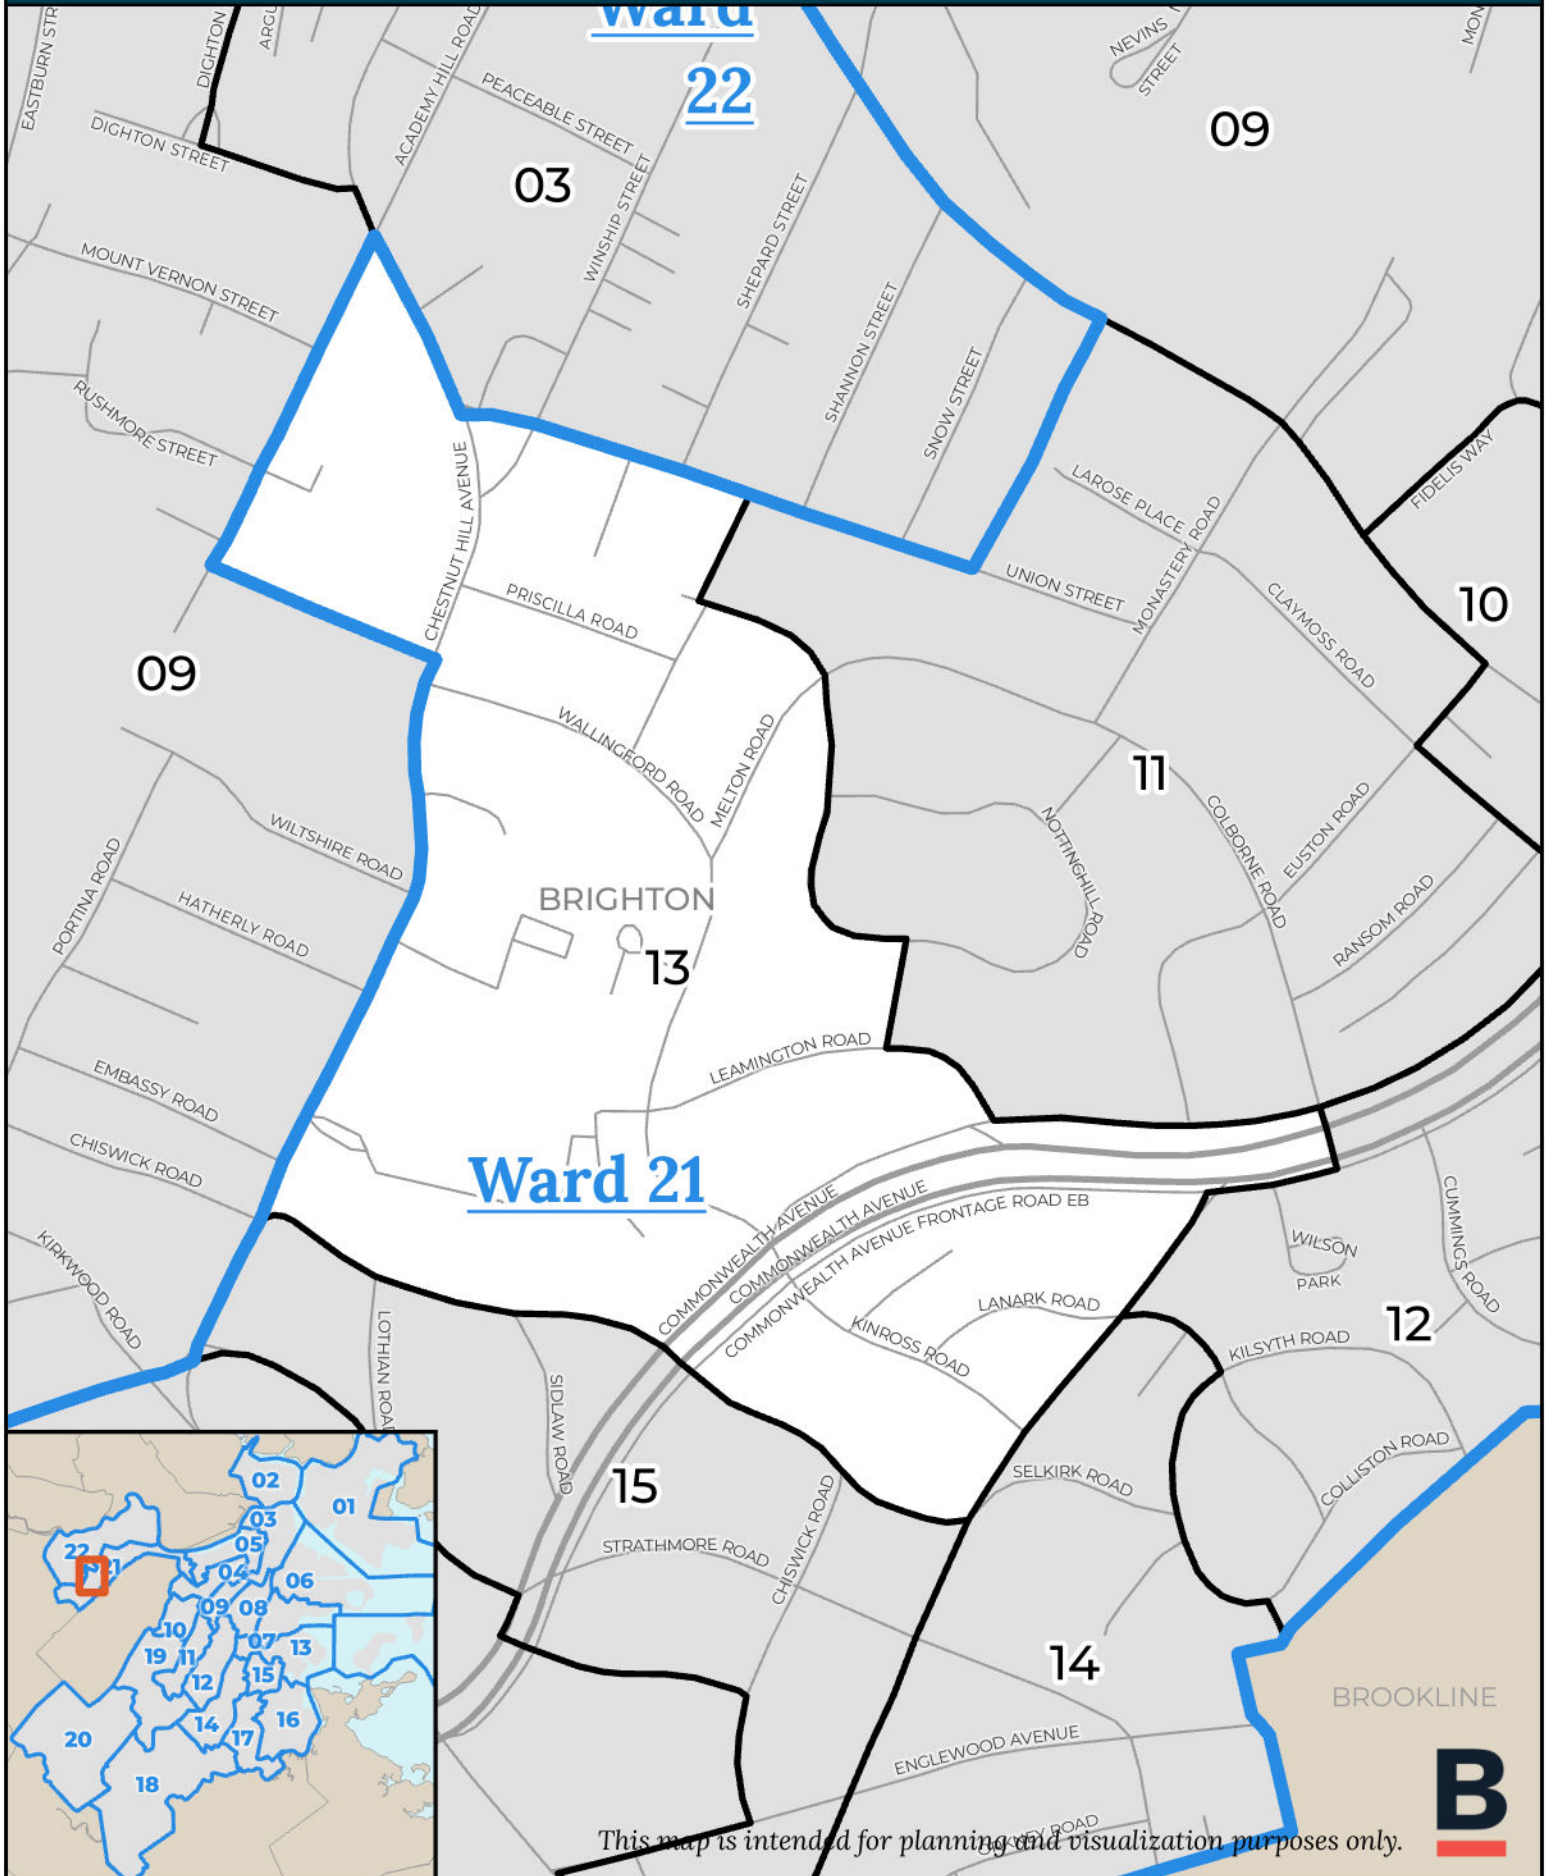 Ward
22
EASTBURN STR
DIGHTON
ARGU
ACADEMY HILL ROAD
PEACEABLE STREET
NEVINS
STREET
MON
DIGHTON STREET
03
09
WINSHIP STREET
SHEPARD STREET
MOUNT VERNON STREET
SHANNON STREET
SNOW STREET
RUSHMORE STREET
CHESTNUT HILL AVENUE
LAROSE PLACE
FIDELIS WAY
MONASTERY ROAD
UNION STREET
PRISCILLA ROAD
CLAYMOSS ROAD
10
09
WALLINGFORD ROAD
MELTON ROAD
11
NOTTINGHILL ROAD
COLBORNE ROAD
EUSTON ROAD
WILTSHIRE ROAD
PORTINA ROAD
HATHERLY ROAD
BRIGHTON
13
RANSOM ROAD
LEAMINGTON ROAD
EMBASSY ROAD
CHISWICK ROAD
Ward 21
COMMONWEALTH AVENUE
COMMONWEALTH AVENUE
COMMONWEALTH AVENUE FRONTAGE ROAD EB
CUMMINGS ROAD
WILSON
PARK
KIRKWOOD ROAD
LANARK ROAD
KINROSS ROAD
KILSYTH ROAD
12
LOTHIAN ROAD
SIDLAW ROAD
15
SELKIRK ROAD
COLLISTON ROAD
CHISWICK ROAD
STRATHMORE ROAD
14
BROOKLINE
ENGLEWOOD AVENUE
ROAD
02
01
03
05
22
21
04
06
09
08
10
07
13
19
11
12
15
14
16
17
20
18
B
This map is intended for planning and visualization purposes only.